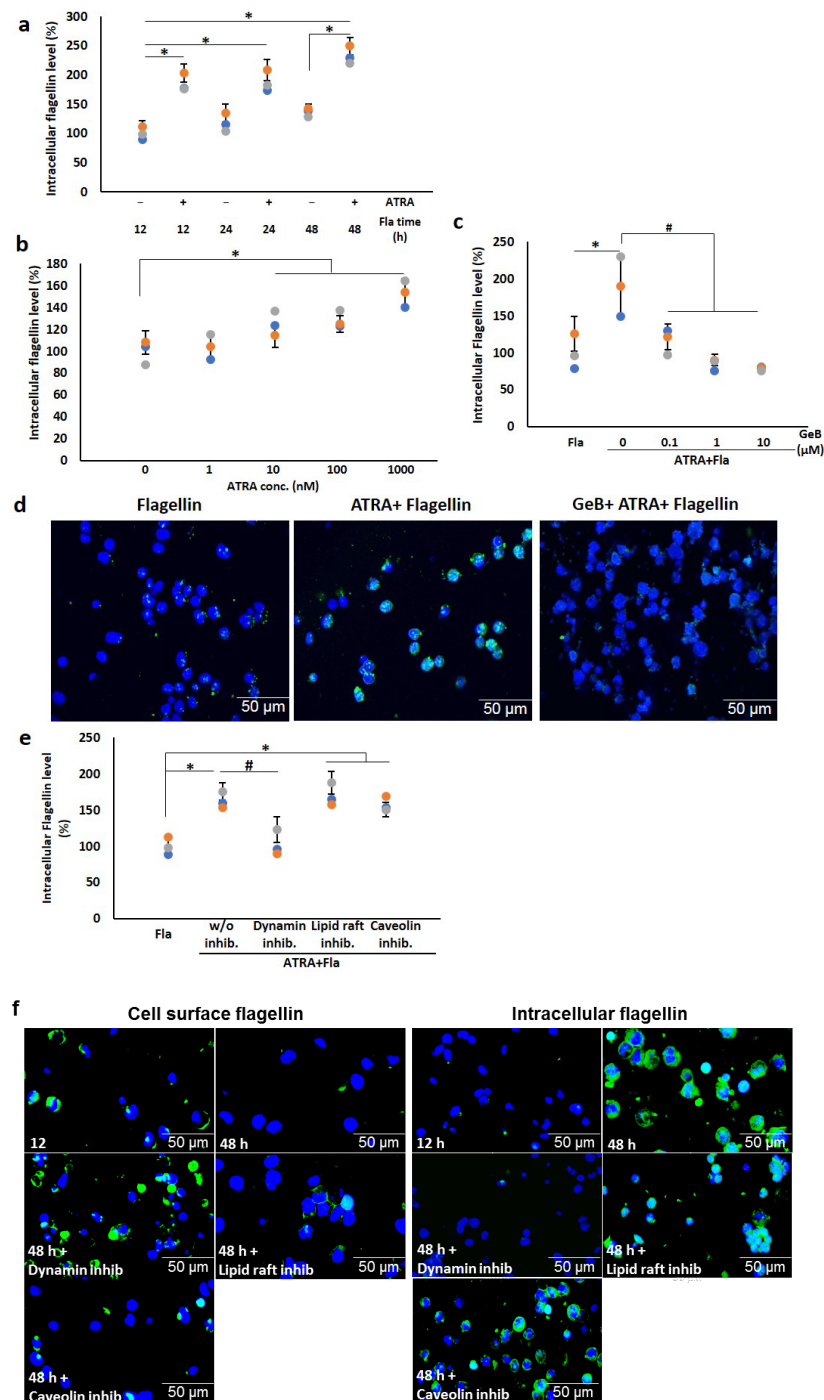 a
Intracellular flagellin level (%)
300
250
200
150
100
50
0
*
*
*
*
– + – + – + ATRA
12 12 24 24 48 48 Fla time (h)
b
Intracellular flagellin level (%)
180
160
140
120
100
80
60
40
20
0
*
0 1 10 100 1000
ATRA conc. (nM)
c
Intracellular Flagellin level (%)
250
200
150
100
50
0
*
#
Fla 0 0.1 1 10 GeB (µM)
ATRA+Fla
d
Flagellin ATRA+ Flagellin GeB+ ATRA+ Flagellin
50 µm 50 µm 50 µm
e
Intracellular Flagellin level (%)
250
200
150
100
50
0
*
*
#
Fla w/o inhib. Dynamin inhib. Lipid raft inhib. Caveolin inhib.
ATRA+Fla
f
Cell surface flagellin Intracellular flagellin
12 50 µm 48 h 50 µm 12 h 50 µm 48 h 50 µm
48 h + Dynamin inhib 50 µm 48 h + Lipid raft inhib 50 µm 48 h + Dynamin inhib 50 µm 48 h + Lipid raft inhib 50 µm
48 h + Caveolin inhib 50 µm 48 h + Caveolin inhib 50 µm